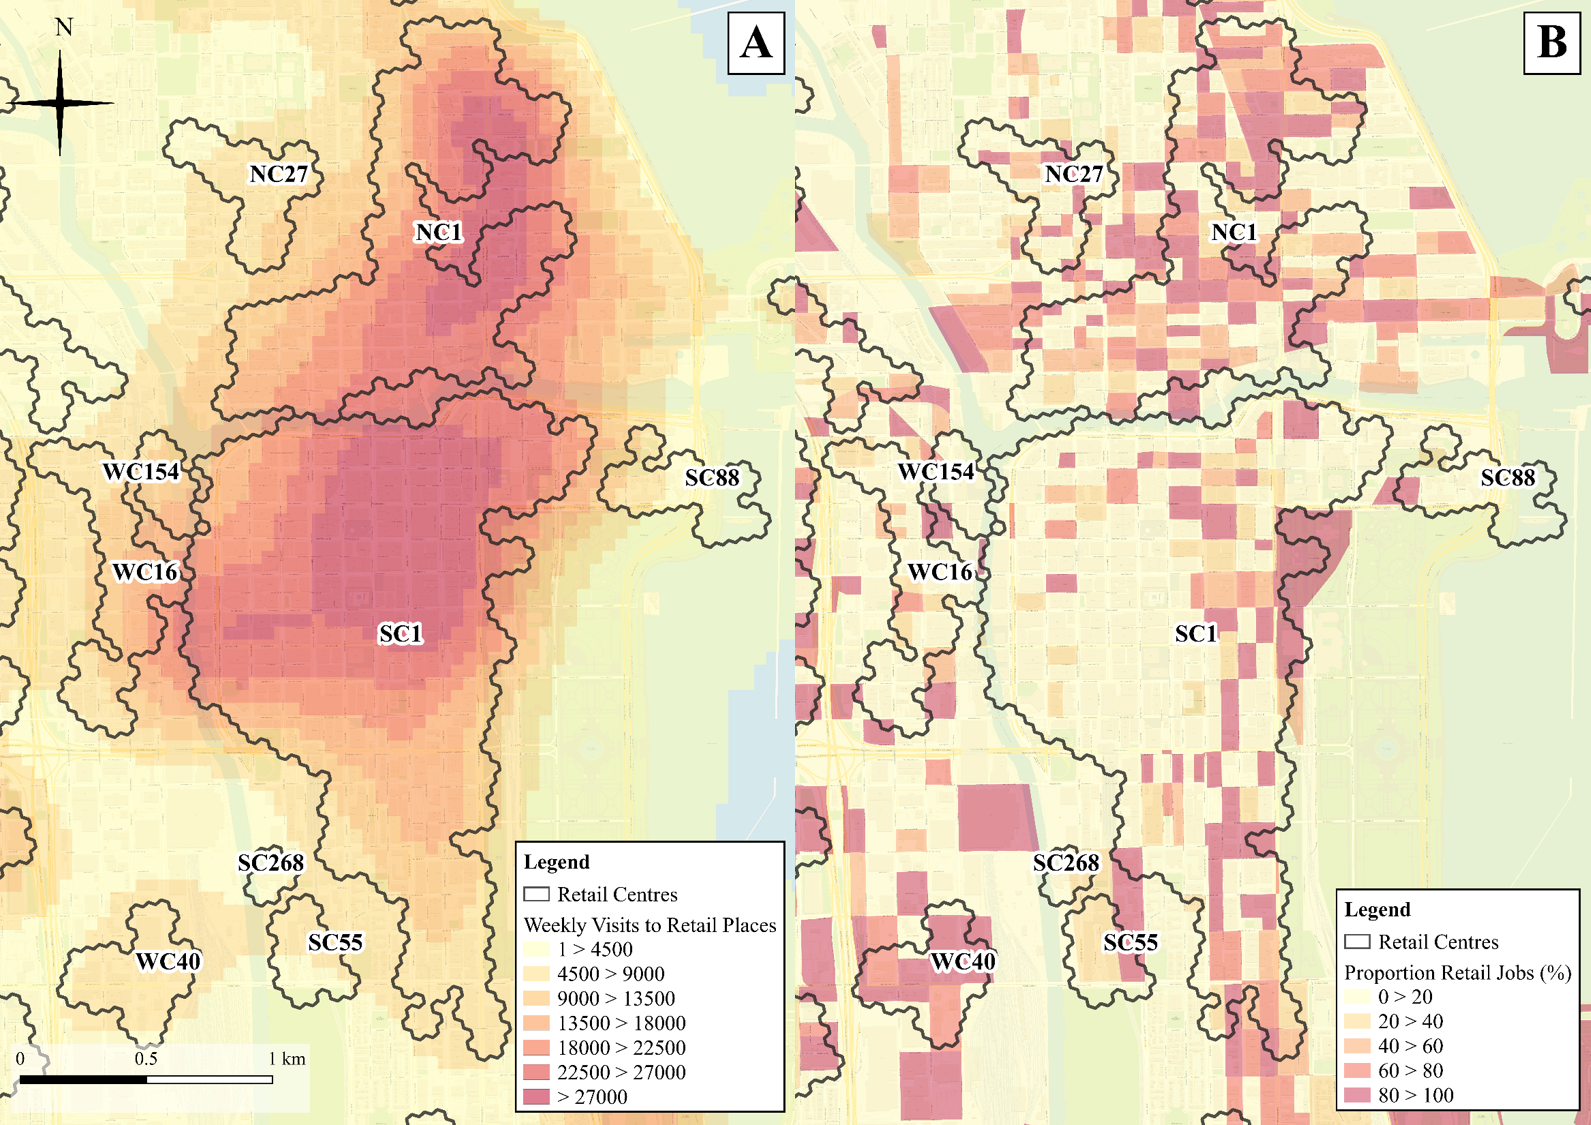 N
A
NC27
NC1
WC154
SC88
WC16
SC1
SC268
SC55
WC40
0 0.5 1 km
Legend
Retail Centres
Weekly Visits to Retail Places
1 > 4500
4500 > 9000
9000 > 13500
13500 > 18000
18000 > 22500
22500 > 27000
> 27000
B
NC27
NC1
WC154
SC88
WC16
SC1
SC268
SC55
WC40
Legend
Retail Centres
Proportion Retail Jobs (%)
0 > 20
20 > 40
40 > 60
60 > 80
80 > 100